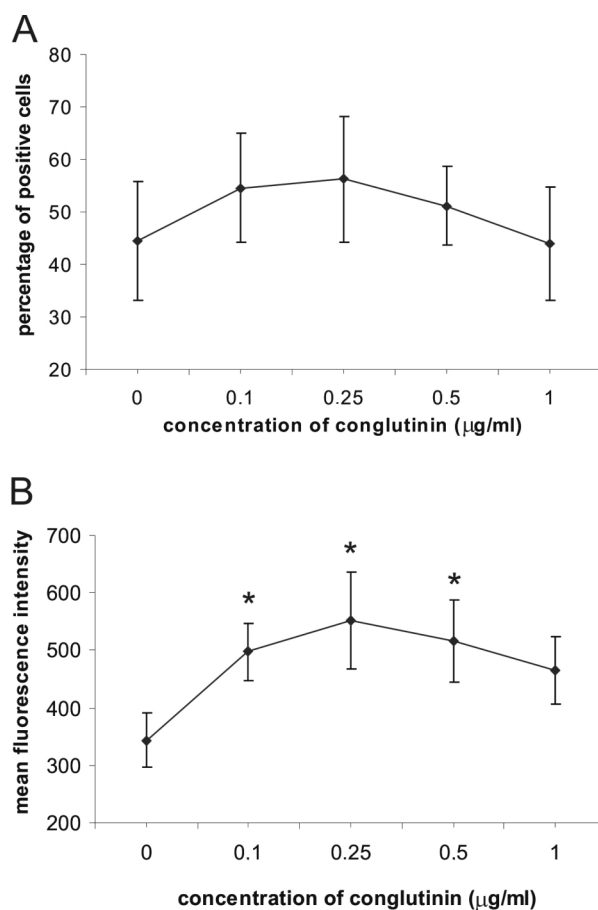 A
80
70
60
50
40
30
20
percentage of positive cells
0 0.1 0.25 0.5 1
concentration of conglutinin (µg/ml)
B
700
600
500
400
300
200
mean fluorescence intensity
* * *
0 0.1 0.25 0.5 1
concentration of conglutinin (µg/ml)